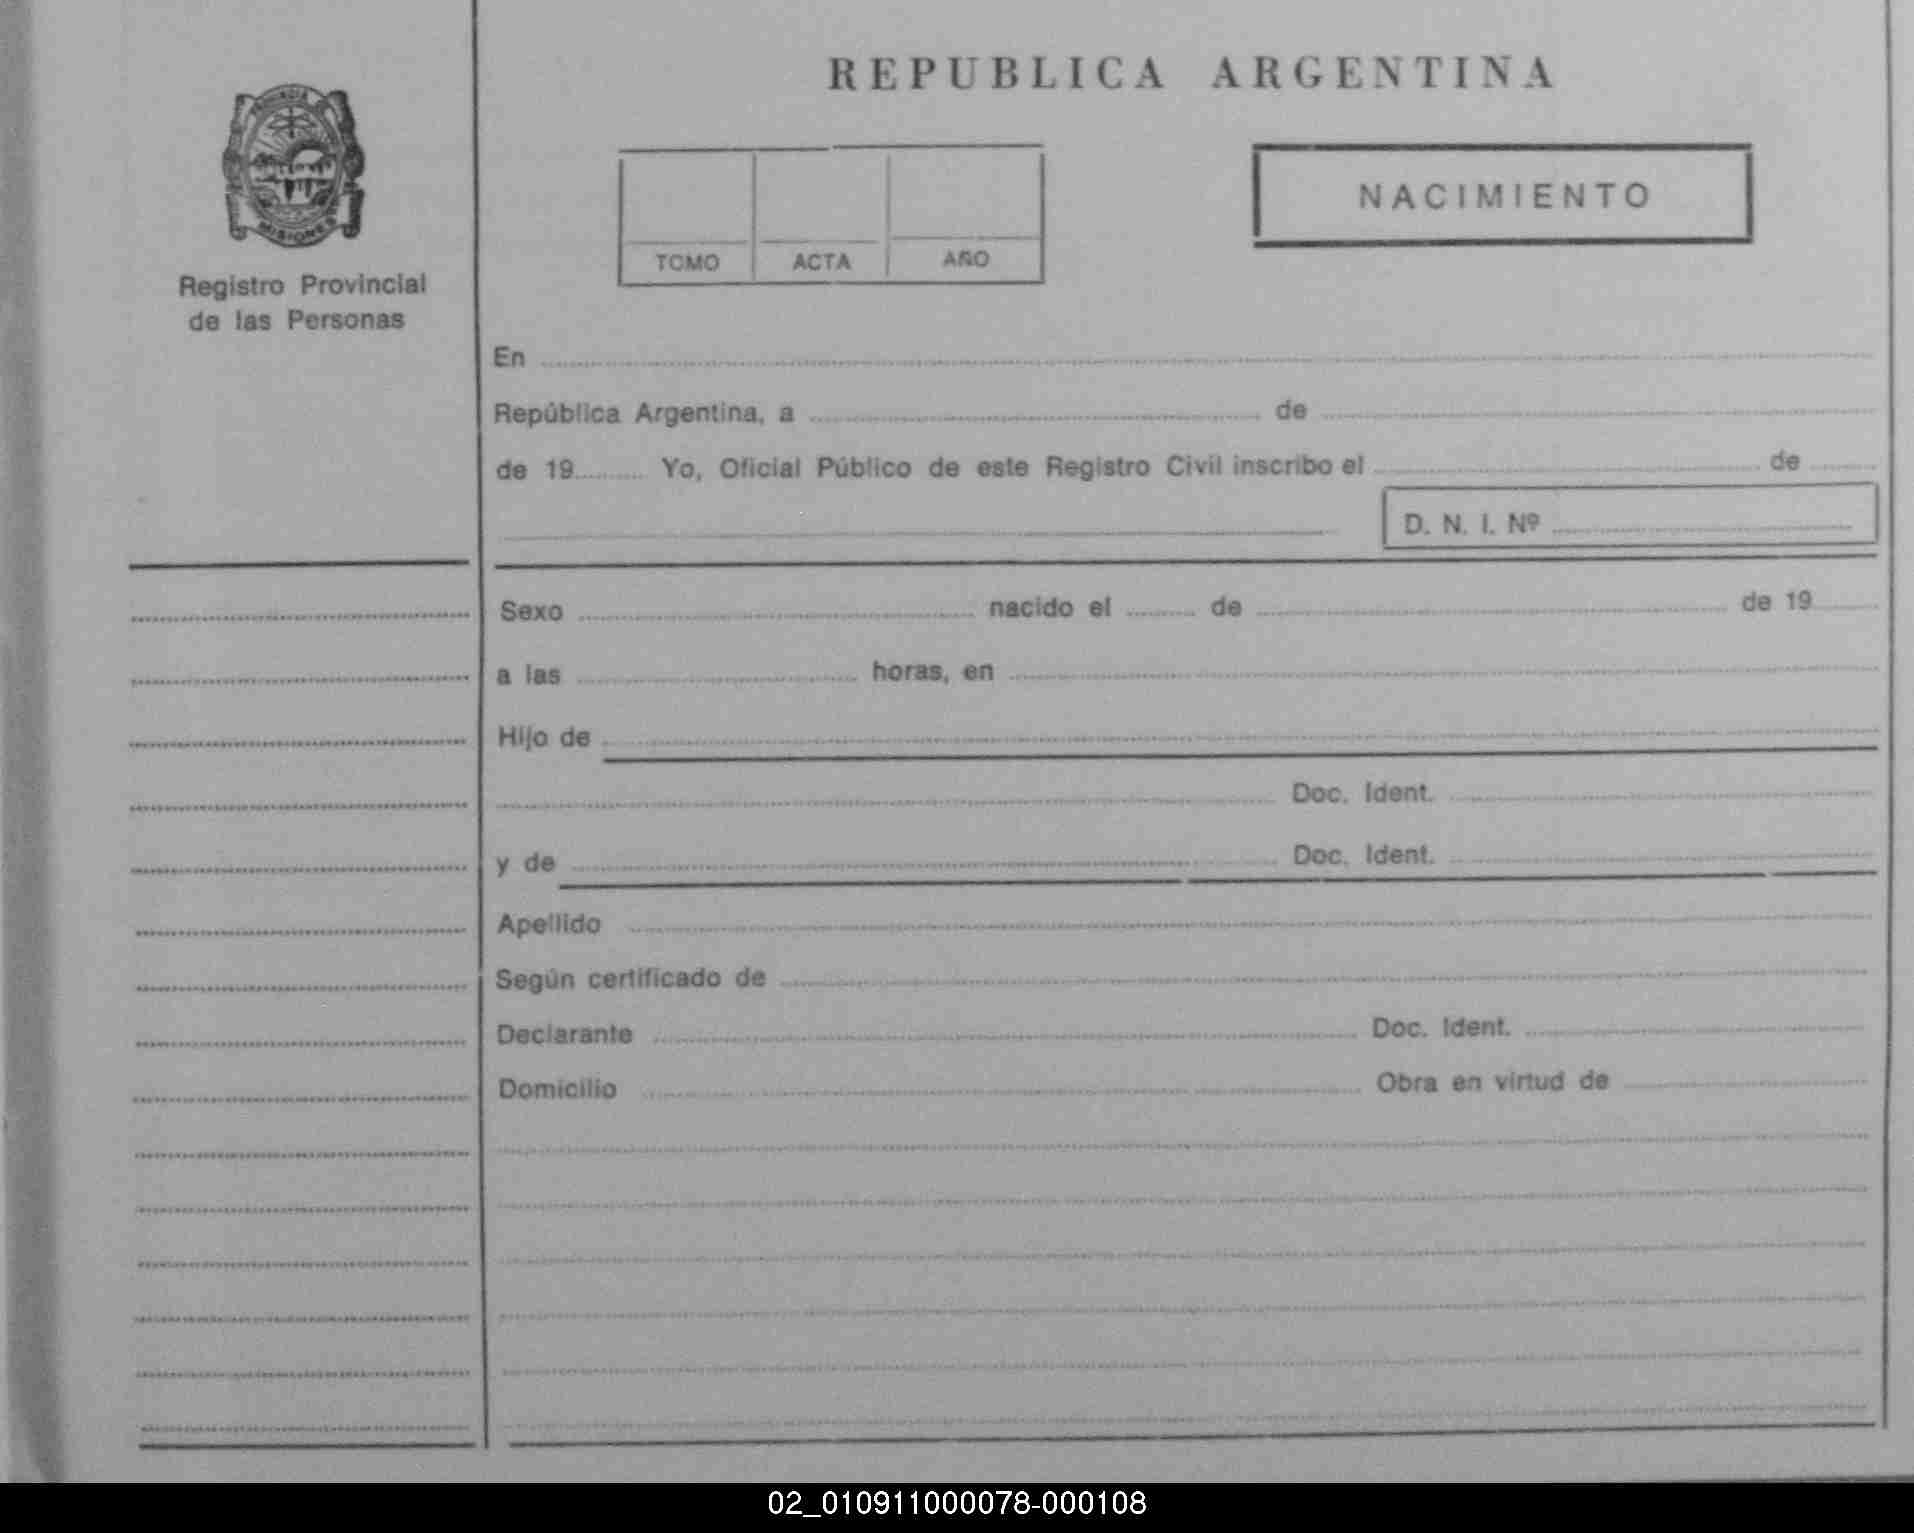 REPUBLICA ARGENTINA
PROVINCIA DE
MISIONES
Registro Provincial
de las Personas
TOMO ACTA AÑO
NACIMIENTO
En
República Argentina, a de
de 19 Yo, Oficial Público de este Registro Civil inscribo el de
D. N. I. Nº
Sexo nacido el de de 19
a las horas, en
Hijo de
Doc. Ident.
y de Doc. Ident.
Apellido
Según certificado de
Declarante Doc. Ident.
Domicilio Obra en virtud de
02_010911000078-000108